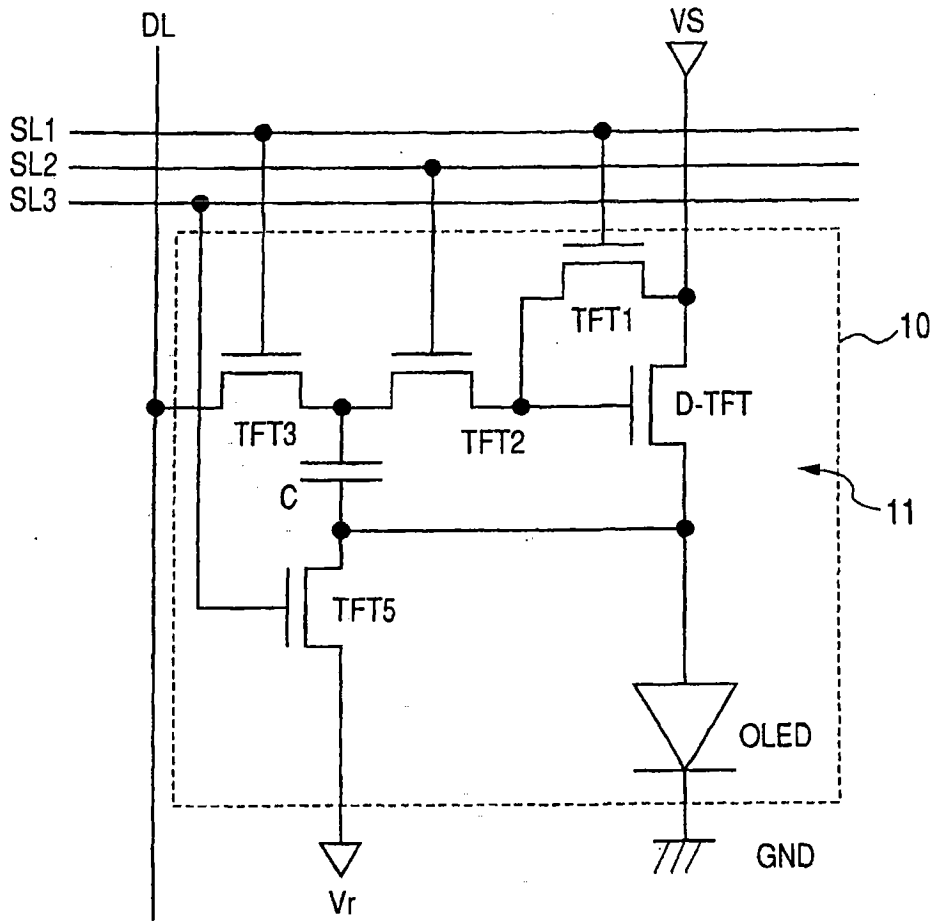 DL
VS
SL1
SL2
SL3
TFT1
10
D-TFT
TFT3
TFT2
C
11
TFT5
OLED
GND
Vr